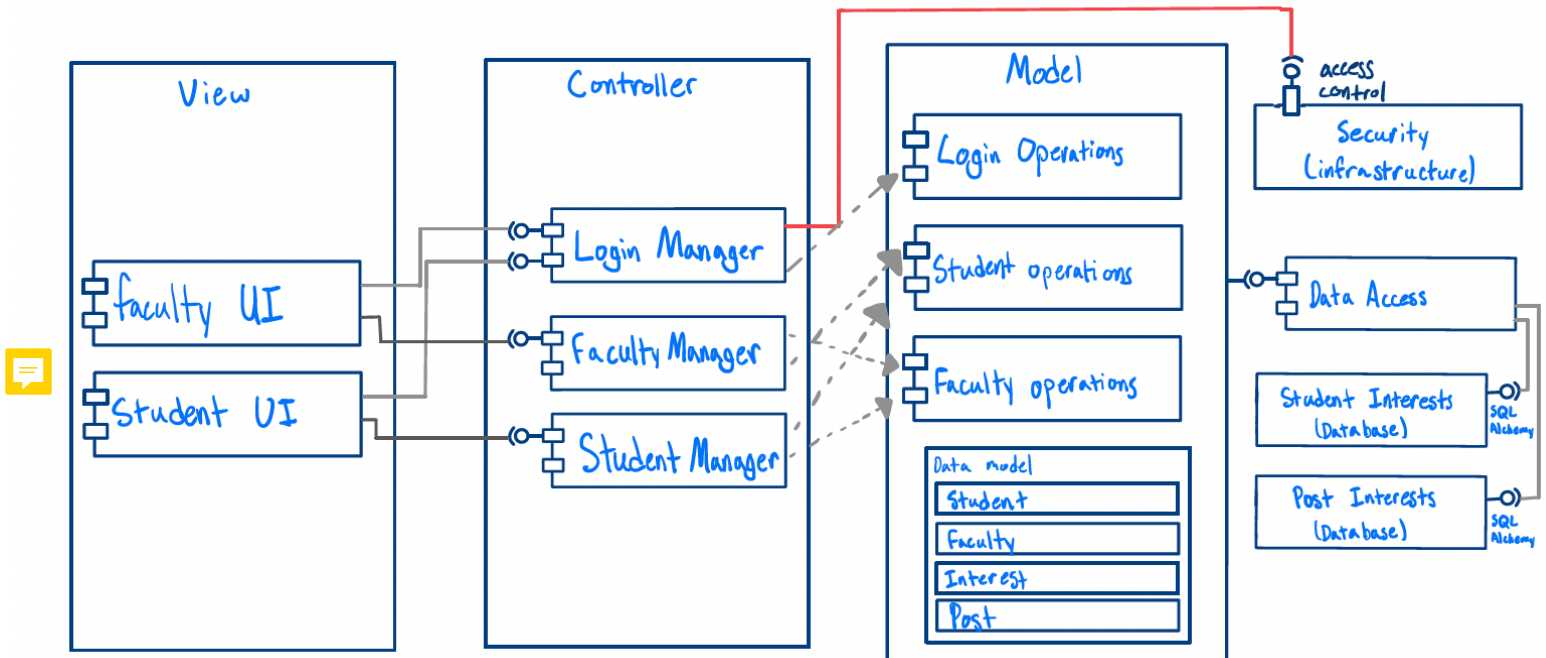 View
faculty UI
Student UI
Controller
Login Manager
Faculty Manager
Student Manager
Model
Login Operations
Student operations
Faculty operations
Data model
Student
Faculty
Interest
Post
access
control
Security
(infrastructure)
Data Access
Student Interests
(Database)
SQL
Alchemy
Post Interests
(Database)
SQL
Alchemy